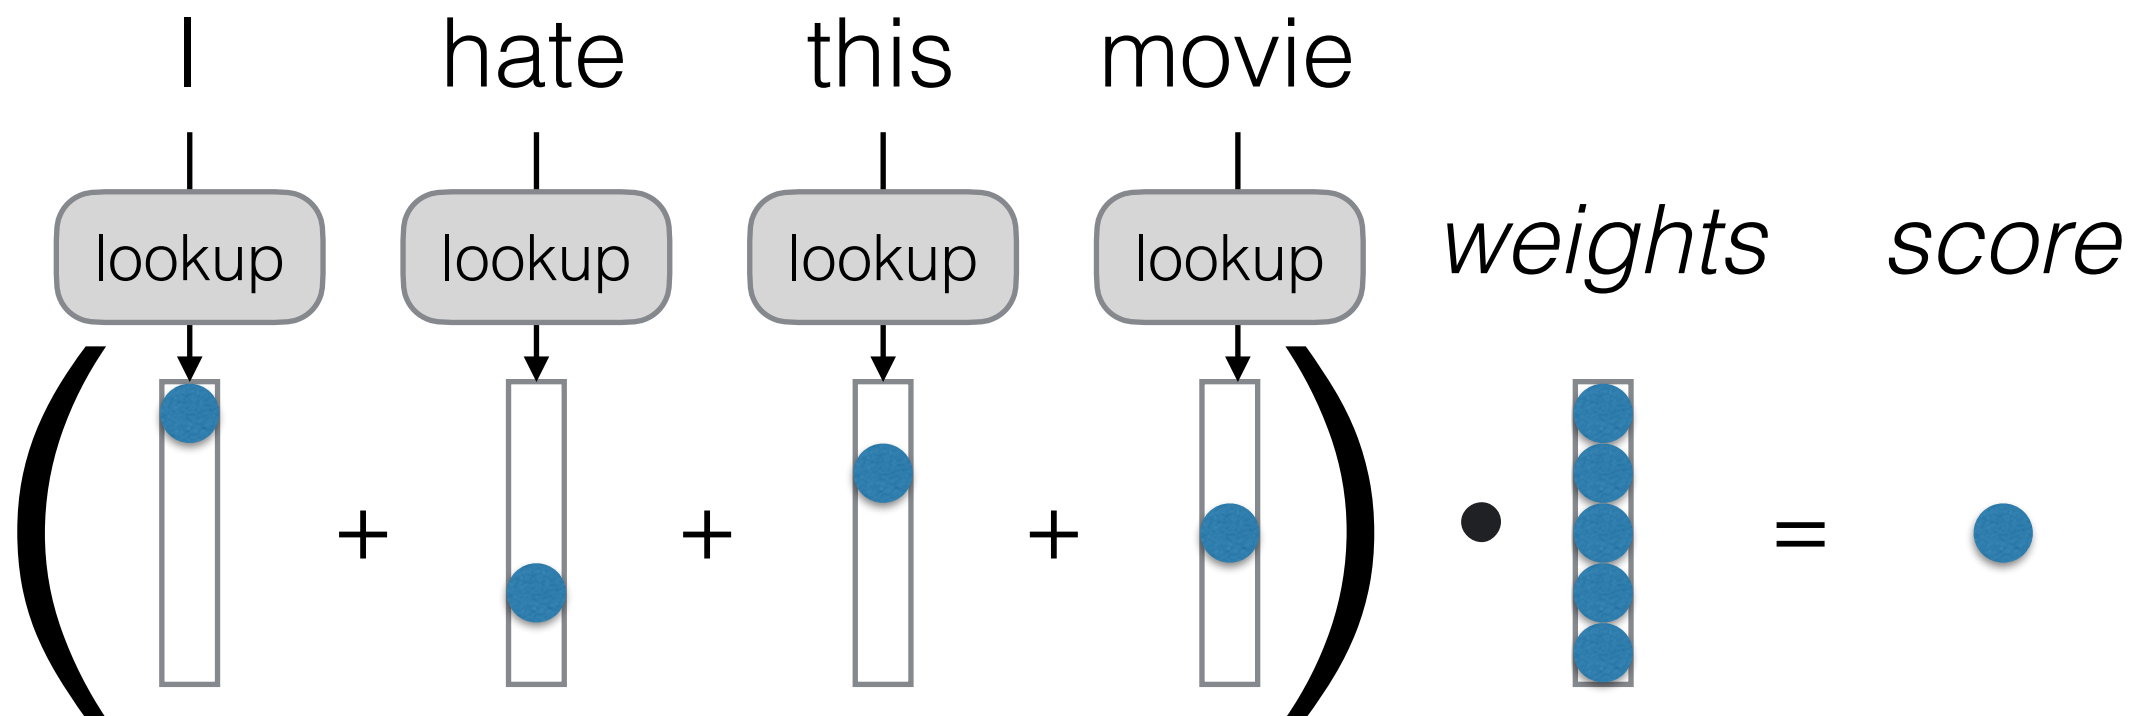 I hate this movie
lookup lookup lookup lookup weights score
( + + + ) • =